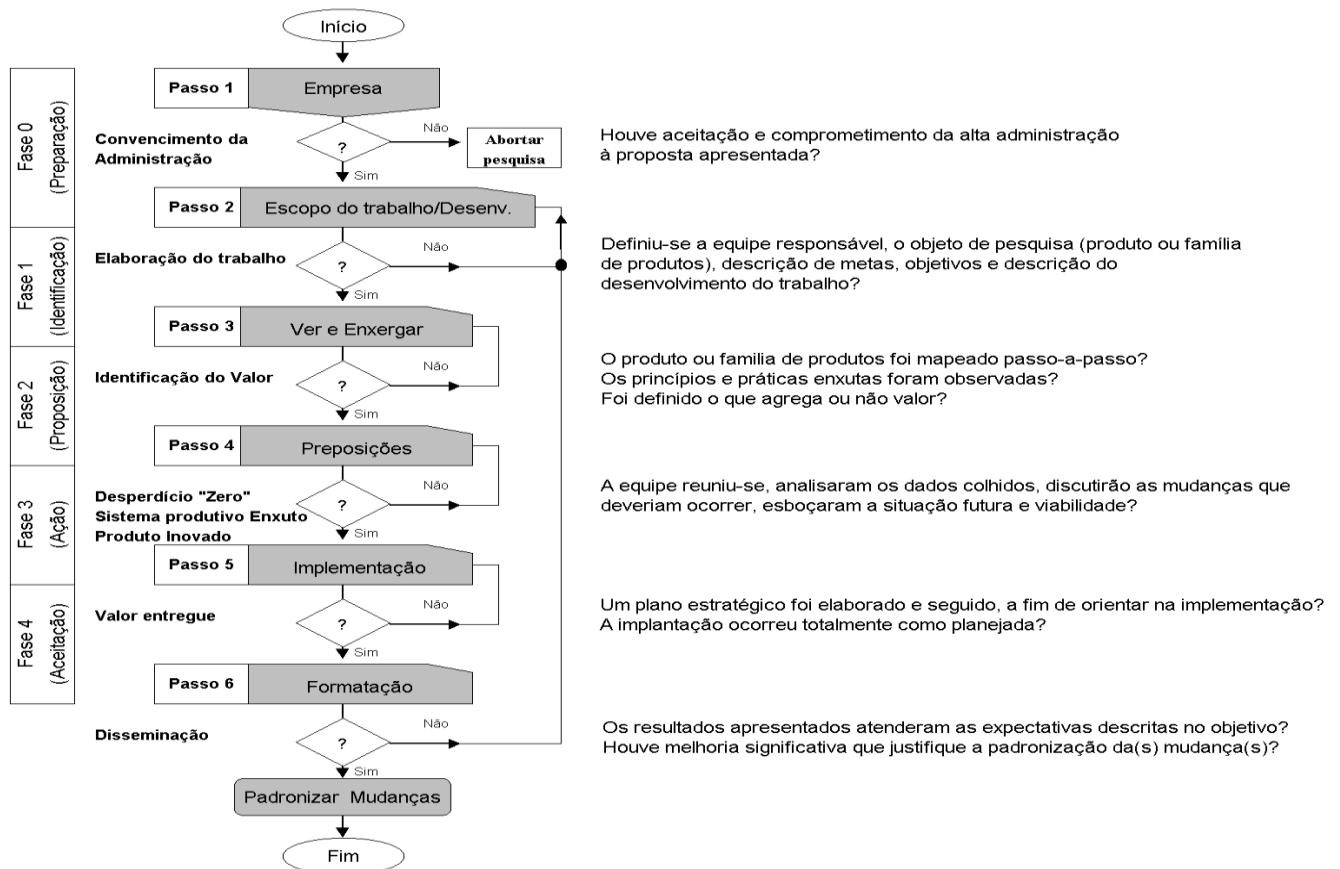 Início
Fase 0
(Preparação)
Passo 1
Empresa
Convencimento da
Administração
?
Não
Abortar
pesquisa
Sim
Houve aceitação e comprometimento da alta administração
à proposta apresentada?
Passo 2
Escopo do trabalho/Desenv.
Fase 1
(Identificação)
Elaboração do trabalho
?
Não
Sim
Definiu-se a equipe responsável, o objeto de pesquisa (produto ou família
de produtos), descrição de metas, objetivos e descrição do
desenvolvimento do trabalho?
Passo 3
Ver e Enxergar
Fase 2
(Proposição)
Identificação do Valor
?
Não
Sim
O produto ou familia de produtos foi mapeado passo-a-passo?
Os princípios e práticas enxutas foram observadas?
Foi definido o que agrega ou não valor?
Passo 4
Preposições
Fase 3
(Ação)
Desperdício "Zero"
Sistema produtivo Enxuto
Produto Inovado
?
Não
Sim
A equipe reuniu-se, analisaram os dados colhidos, discutirão as mudanças que
deveriam ocorrer, esboçaram a situação futura e viabilidade?
Passo 5
Implementação
Fase 4
(Aceitação)
Valor entregue
?
Não
Sim
Um plano estratégico foi elaborado e seguido, a fim de orientar na implementação?
A implantação ocorreu totalmente como planejada?
Passo 6
Formatação
Disseminação
?
Não
Sim
Os resultados apresentados atenderam as expectativas descritas no objetivo?
Houve melhoria significativa que justifique a padronização da(s) mudança(s)?
Padronizar Mudanças
Fim